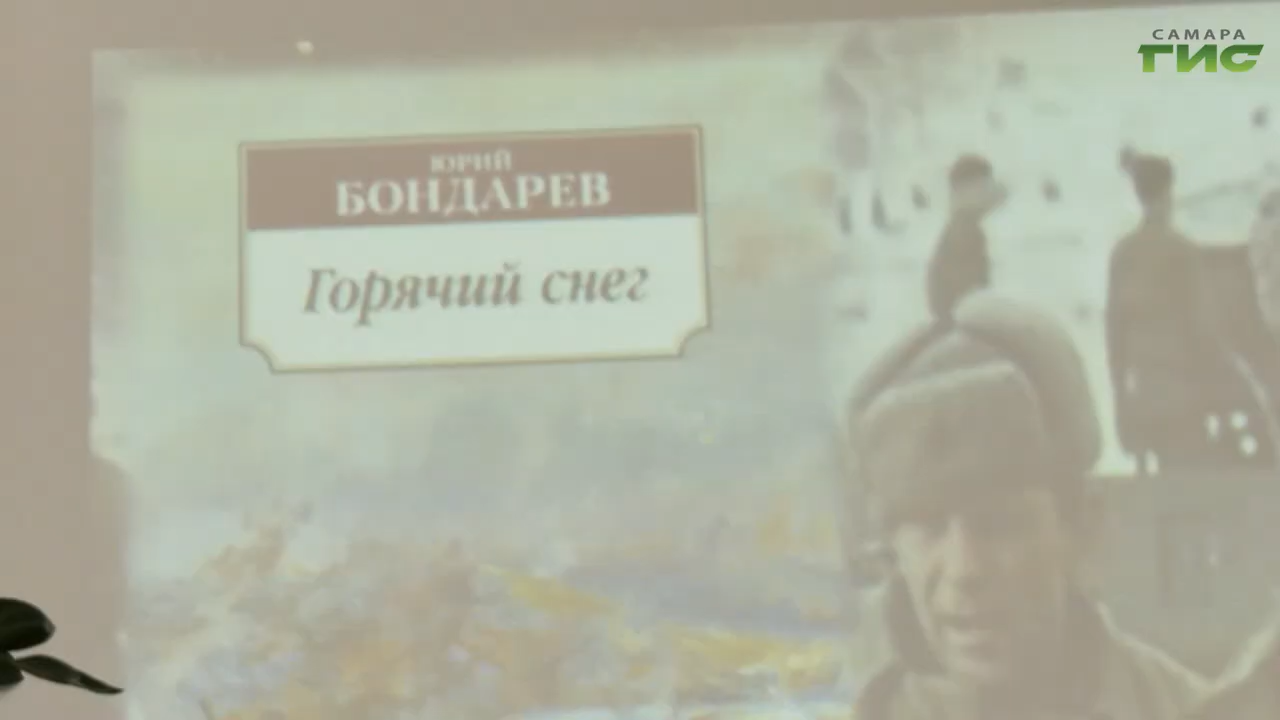 САМАРА
ГИС
ЮРИЙ
БОНДАРЕВ
Горячий снег